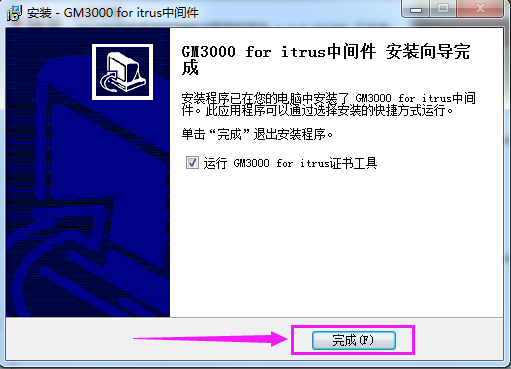 安装 - GM3000 for itrus中间件
GM3000 for itrus中间件 安装向导完
成
安装程序已在您的电脑中安装了 GM3000 for itrus中间
件。此应用程序可以通过选择安装的快捷方式运行。
单击“完成”退出安装程序。
运行 GM3000 for itrus证书工具
完成(F)